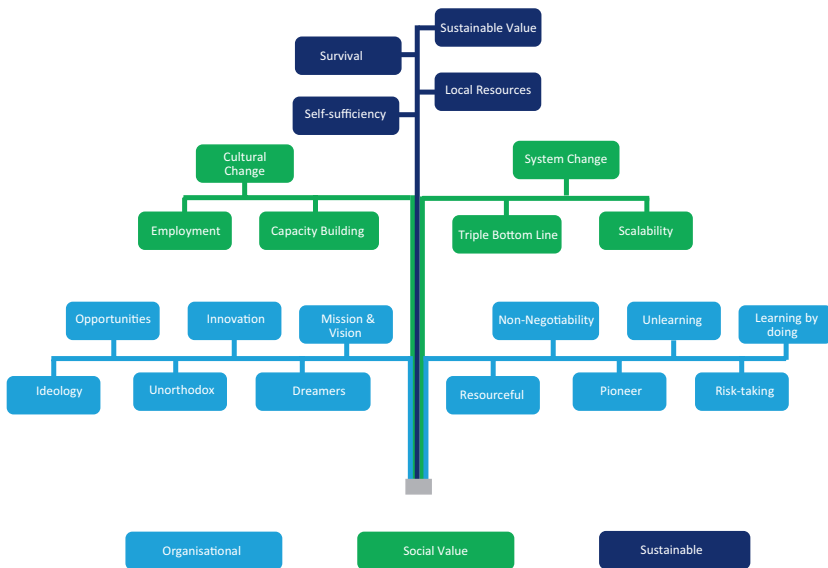 Sustainable Value
Survival
Local Resources
Self-sufficiency
Cultural
Change
System Change
Employment
Capacity Building
Triple Bottom Line
Scalability
Opportunities
Innovation
Mission &
Vision
Non-Negotiability
Unlearning
Learning by
doing
Ideology
Unorthodox
Dreamers
Resourceful
Pioneer
Risk-taking
Organisational
Social Value
Sustainable